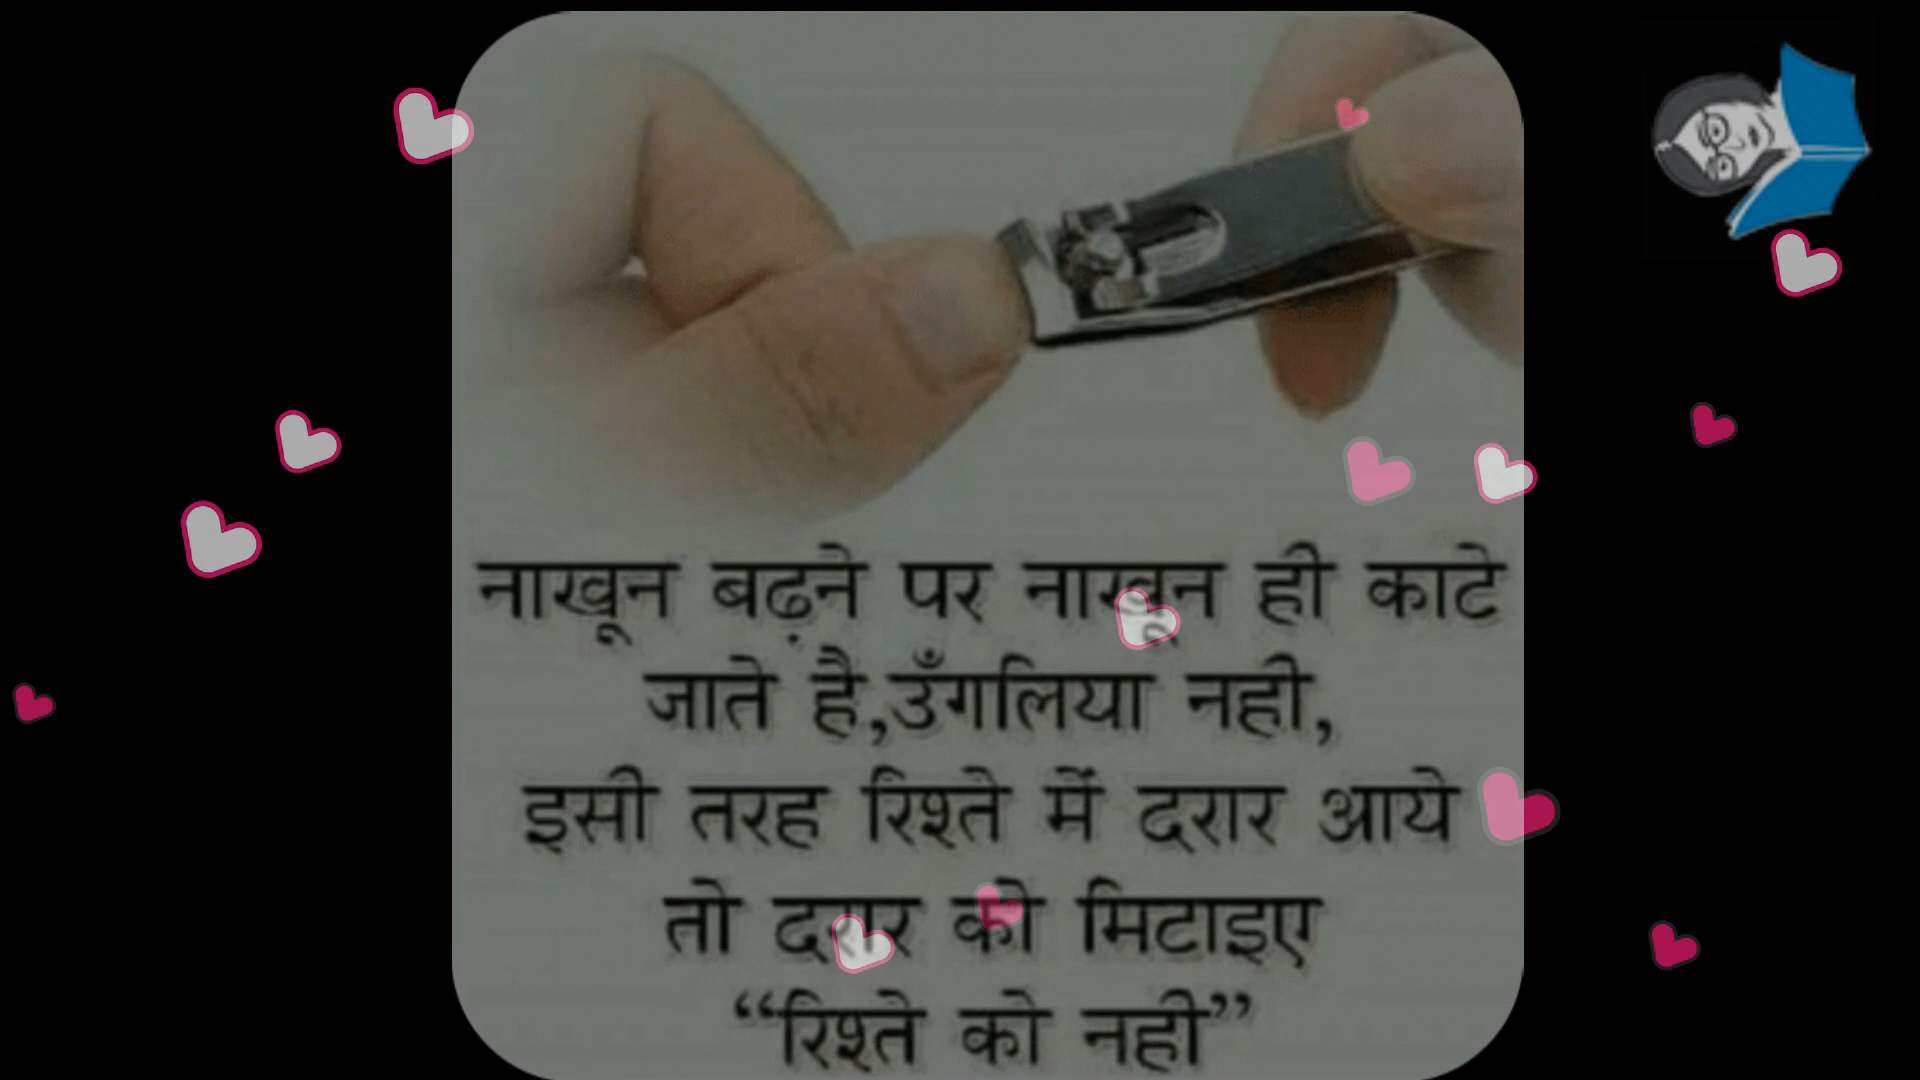 नाखून बढ़ने पर नाखून ही काटे
जाते है,उँगलिया नही,
इसी तरह रिश्ते में दरार आये
तो दरार को मिटाइए
“रिश्ते को नही”